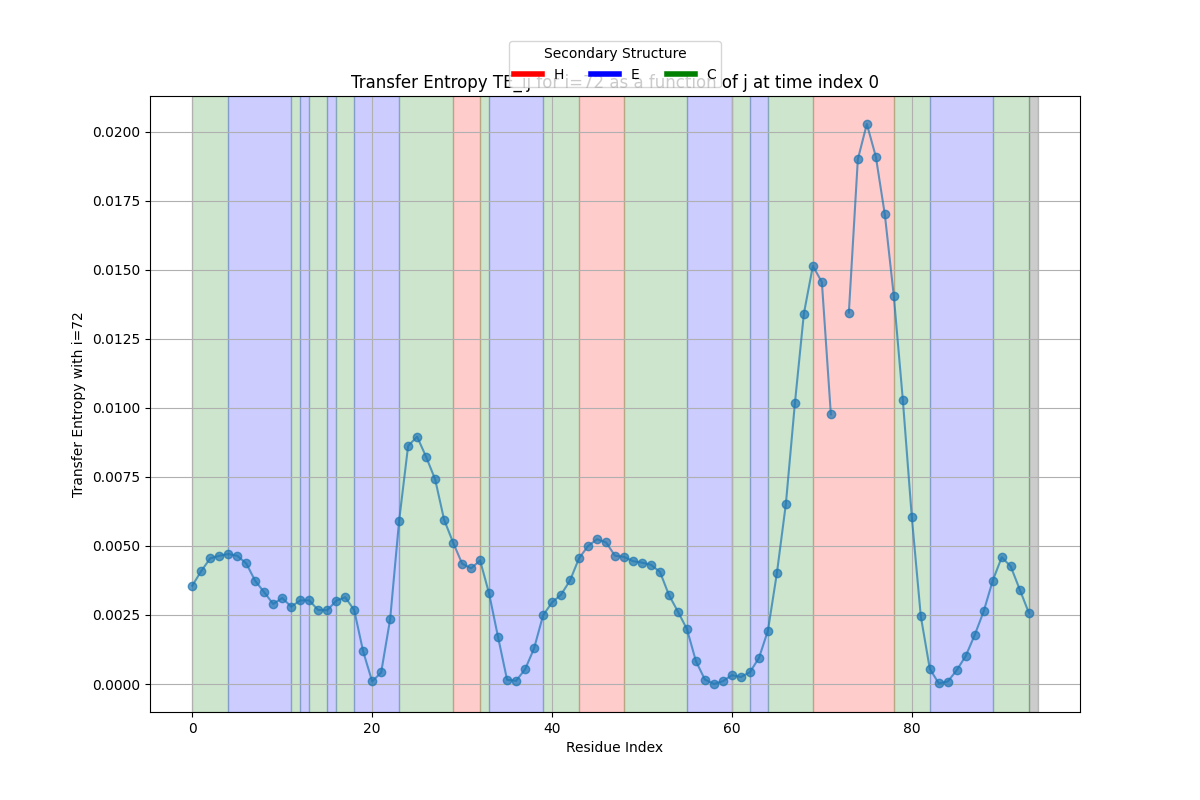 Secondary Structure
H E C
Transfer Entropy TE_ij for i=72 as a function of j at time index 0
Transfer Entropy with i=72
0.0200
0.0175
0.0150
0.0125
0.0100
0.0075
0.0050
0.0025
0.0000
0 20 40 60 80
Residue Index